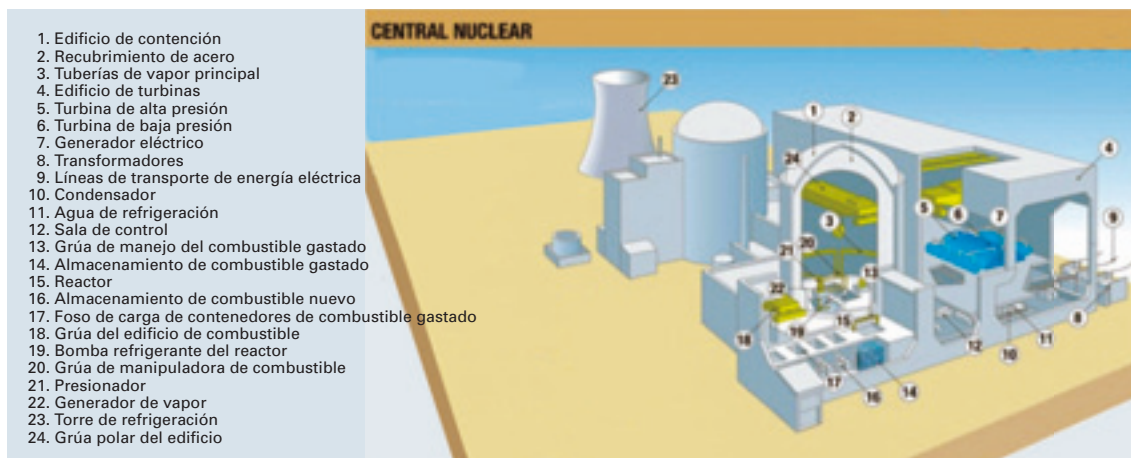 1. Edificio de contención
2. Recubrimiento de acero
3. Tuberías de vapor principal
4. Edificio de turbinas
5. Turbina de alta presión
6. Turbina de baja presión
7. Generador eléctrico
8. Transformadores
9. Líneas de transporte de energía eléctrica
10. Condensador
11. Agua de refrigeración
12. Sala de control
13. Grúa de manejo del combustible gastado
14. Almacenamiento de combustible gastado
15. Reactor
16. Almacenamiento de combustible nuevo
17. Foso de carga de contenedores de combustible gastado
18. Grúa del edificio de combustible
19. Bomba refrigerante del reactor
20. Grúa de manipuladora de combustible
21. Presionador
22. Generador de vapor
23. Torre de refrigeración
24. Grúa polar del edificio
CENTRAL NUCLEAR
23
1
2
24
4
5
6
7
3
20
21
13
9
22
19
15
18
8
11
12
10
17
16
14